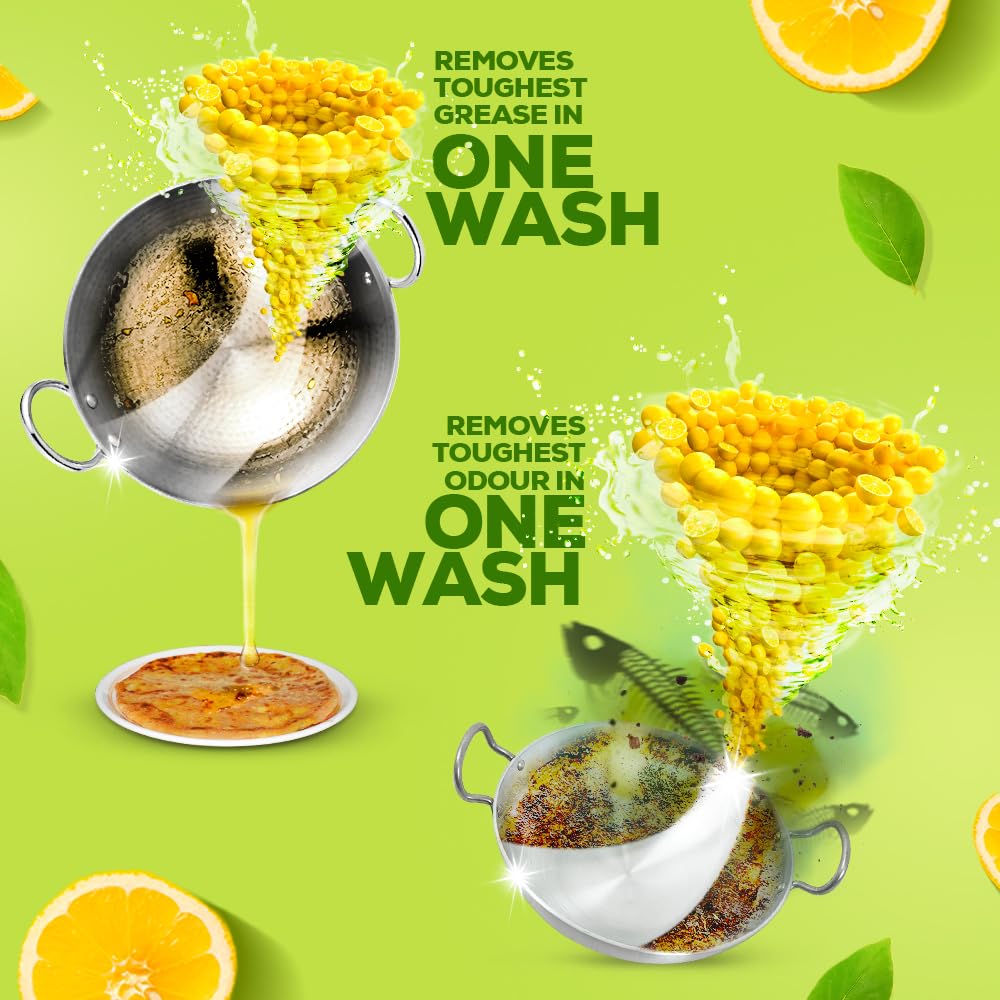 REMOVES
TOUGHEST
GREASE IN
ONE
WASH
REMOVES
TOUGHEST
ODOUR IN
ONE
WASH